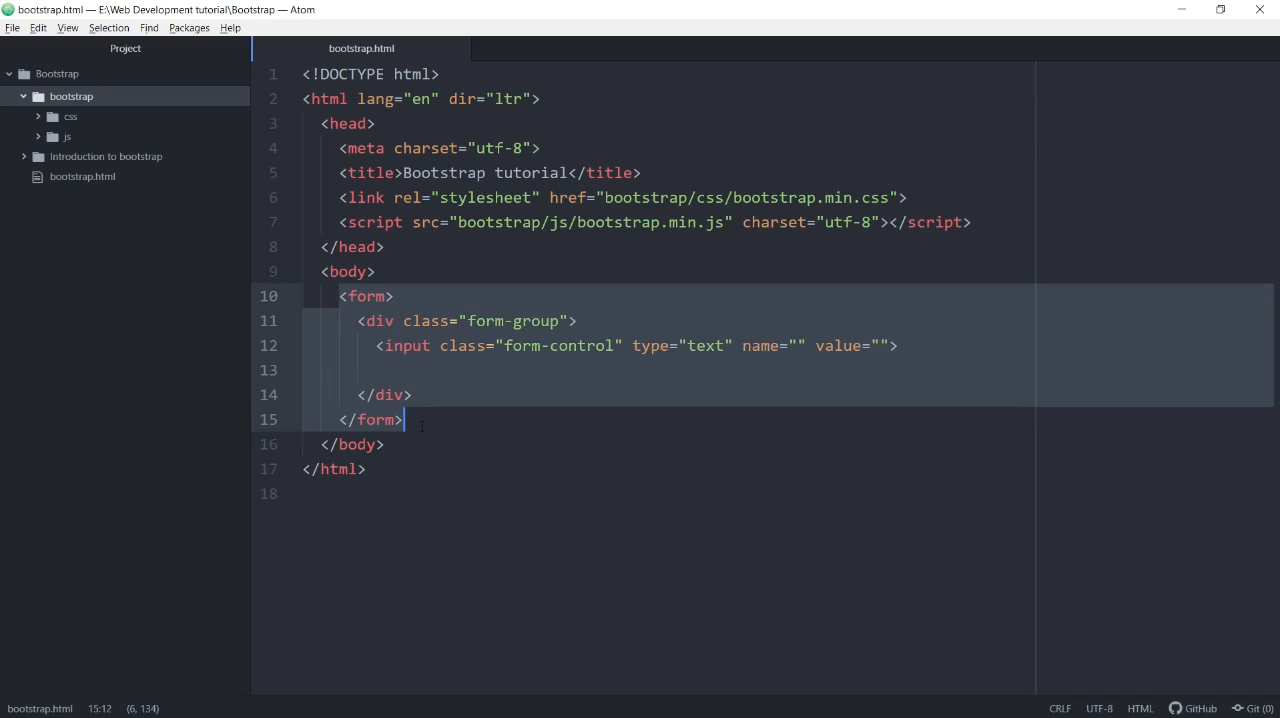 bootstrap.html — E:\Web Development tutorial\Bootstrap — Atom
File Edit View Selection Find Packages Help
Project
bootstrap.html
Bootstrap
bootstrap
css
js
Introduction to bootstrap
bootstrap.html
1 <!DOCTYPE html>
2 <html lang="en" dir="ltr">
3 <head>
4 <meta charset="utf-8">
5 <title>Bootstrap tutorial</title>
6 <link rel="stylesheet" href="bootstrap/css/bootstrap.min.css">
7 <script src="bootstrap/js/bootstrap.min.js" charset="utf-8"></script>
8 </head>
9 <body>
10 <form>
11 <div class="form-group">
12 <input class="form-control" type="text" name="" value="">
13
14 </div>
15 </form>
16 </body>
17 </html>
18
bootstrap.html 15:12 (6, 134) CRLF UTF-8 HTML GitHub Git (0)